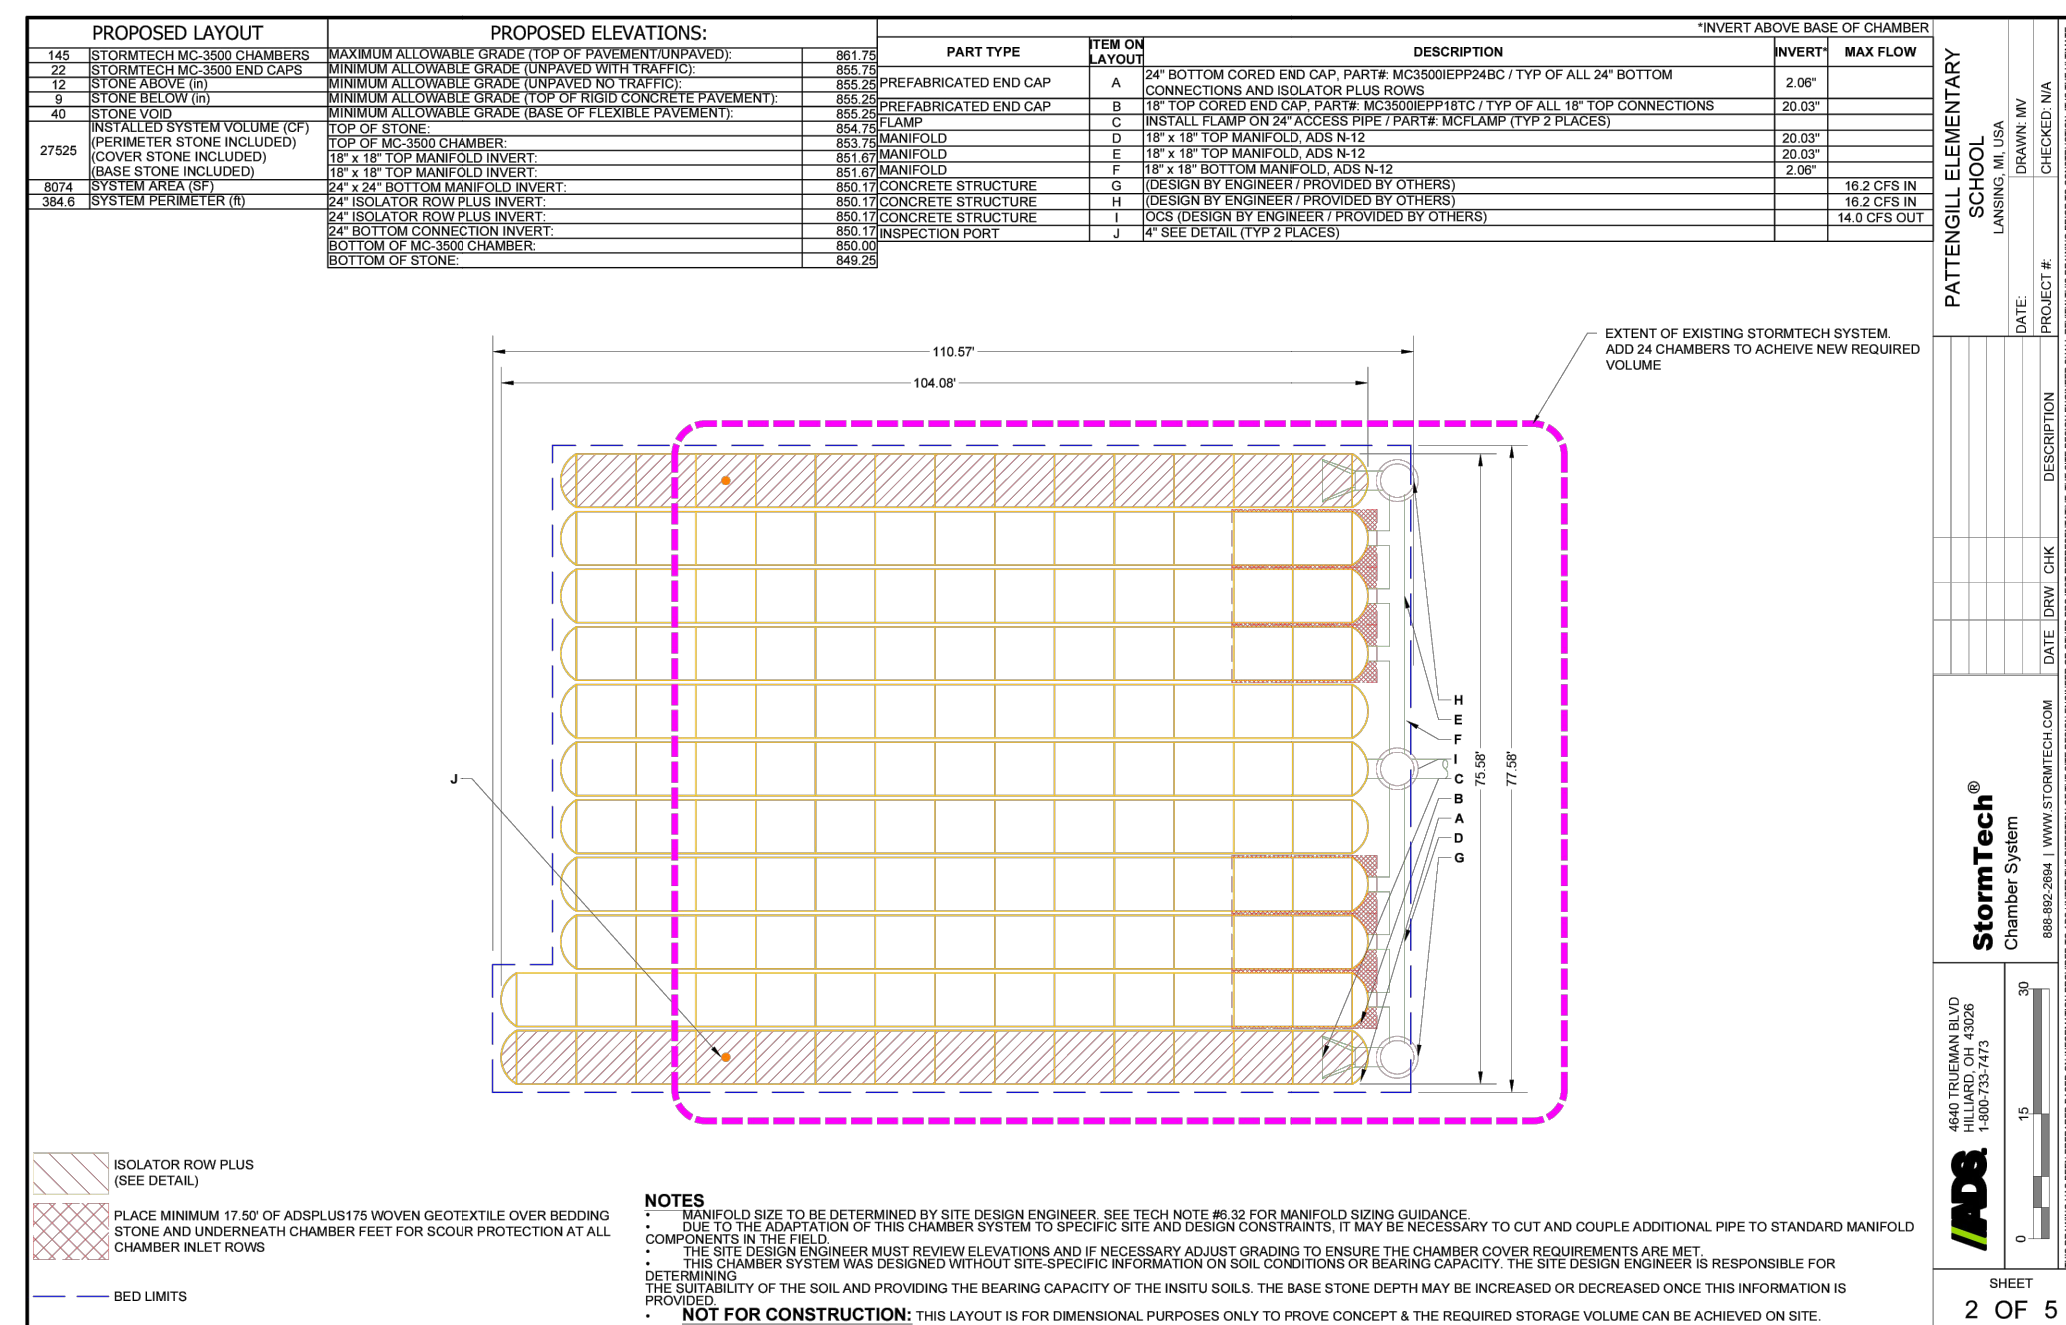 PROPOSED LAYOUT
145 STORMTECH MC-3500 CHAMBERS
22 STORMTECH MC-3500 END CAPS
12 STONE ABOVE (in)
9 STONE BELOW (in)
40 STONE VOID
27525 INSTALLED SYSTEM VOLUME (CF)
(PERIMETER STONE INCLUDED)
(COVER STONE INCLUDED)
(BASE STONE INCLUDED)
8074 SYSTEM AREA (SF)
384.6 SYSTEM PERIMETER (ft)
PROPOSED ELEVATIONS:
MAXIMUM ALLOWABLE GRADE (TOP OF PAVEMENT/UNPAVED): 861.75
MINIMUM ALLOWABLE GRADE (UNPAVED WITH TRAFFIC): 855.75
MINIMUM ALLOWABLE GRADE (UNPAVED NO TRAFFIC): 855.25
MINIMUM ALLOWABLE GRADE (TOP OF RIGID CONCRETE PAVEMENT): 855.25
MINIMUM ALLOWABLE GRADE (BASE OF FLEXIBLE PAVEMENT): 855.25
TOP OF STONE: 854.75
TOP OF MC-3500 CHAMBER: 853.75
18" x 18" TOP MANIFOLD INVERT: 851.67
18" x 18" TOP MANIFOLD INVERT: 851.67
24" x 24" BOTTOM MANIFOLD INVERT: 850.17
24" ISOLATOR ROW PLUS INVERT: 850.17
24" ISOLATOR ROW PLUS INVERT: 850.17
24" BOTTOM CONNECTION INVERT: 850.17
BOTTOM OF MC-3500 CHAMBER: 850.00
BOTTOM OF STONE: 849.25
*INVERT ABOVE BASE OF CHAMBER
PART TYPE ITEM ON LAYOUT DESCRIPTION INVERT* MAX FLOW
PREFABRICATED END CAP A 24" BOTTOM CORED END CAP, PART#: MC3500IEPP24BC / TYP OF ALL 24" BOTTOM
CONNECTIONS AND ISOLATOR PLUS ROWS 2.06"
PREFABRICATED END CAP B 18" TOP CORED END CAP, PART#: MC3500IEPP18TC / TYP OF ALL 18" TOP CONNECTIONS 20.03"
FLAMP C INSTALL FLAMP ON 24" ACCESS PIPE / PART#: MCFLAMP (TYP 2 PLACES)
MANIFOLD D 18" x 18" TOP MANIFOLD, ADS N-12 20.03"
MANIFOLD E 18" x 18" TOP MANIFOLD, ADS N-12 20.03"
MANIFOLD F 18" x 18" BOTTOM MANIFOLD, ADS N-12 2.06"
CONCRETE STRUCTURE G (DESIGN BY ENGINEER / PROVIDED BY OTHERS) 16.2 CFS IN
CONCRETE STRUCTURE H (DESIGN BY ENGINEER / PROVIDED BY OTHERS) 16.2 CFS IN
CONCRETE STRUCTURE I OCS (DESIGN BY ENGINEER / PROVIDED BY OTHERS) 14.0 CFS OUT
INSPECTION PORT J 4" SEE DETAIL (TYP 2 PLACES)
EXTENT OF EXISTING STORMTECH SYSTEM.
ADD 24 CHAMBERS TO ACHEIVE NEW REQUIRED
VOLUME
110.57'
104.08'
75.58'
77.58'
J
H
E
F
I
C
B
A
D
G
ISOLATOR ROW PLUS
(SEE DETAIL)
PLACE MINIMUM 17.50' OF ADSPLUS175 WOVEN GEOTEXTILE OVER BEDDING
STONE AND UNDERNEATH CHAMBER FEET FOR SCOUR PROTECTION AT ALL
CHAMBER INLET ROWS
BED LIMITS
NOTES
• MANIFOLD SIZE TO BE DETERMINED BY SITE DESIGN ENGINEER. SEE TECH NOTE #6.32 FOR MANIFOLD SIZING GUIDANCE.
• DUE TO THE ADAPTATION OF THIS CHAMBER SYSTEM TO SPECIFIC SITE AND DESIGN CONSTRAINTS, IT MAY BE NECESSARY TO CUT AND COUPLE ADDITIONAL PIPE TO STANDARD MANIFOLD
COMPONENTS IN THE FIELD.
• THE SITE DESIGN ENGINEER MUST REVIEW ELEVATIONS AND IF NECESSARY ADJUST GRADING TO ENSURE THE CHAMBER COVER REQUIREMENTS ARE MET.
• THIS CHAMBER SYSTEM WAS DESIGNED WITHOUT SITE-SPECIFIC INFORMATION ON SOIL CONDITIONS OR BEARING CAPACITY. THE SITE DESIGN ENGINEER IS RESPONSIBLE FOR
DETERMINING
THE SUITABILITY OF THE SOIL AND PROVIDING THE BEARING CAPACITY OF THE INSITU SOILS. THE BASE STONE DEPTH MAY BE INCREASED OR DECREASED ONCE THIS INFORMATION IS
PROVIDED.
• NOT FOR CONSTRUCTION: THIS LAYOUT IS FOR DIMENSIONAL PURPOSES ONLY TO PROVE CONCEPT & THE REQUIRED STORAGE VOLUME CAN BE ACHIEVED ON SITE.
PATTENGILL ELEMENTARY
SCHOOL
LANSING, MI, USA
DATE: DRAWN: MV
PROJECT #: CHECKED: N/A
DATE DRW CHK DESCRIPTION
StormTech®
Chamber System
888-892-2694 | WWW.STORMTECH.COM
ADS
4640 TRUEMAN BLVD
HILLIARD, OH 43026
1-800-733-7473
0 15 30
SHEET
2 OF 5